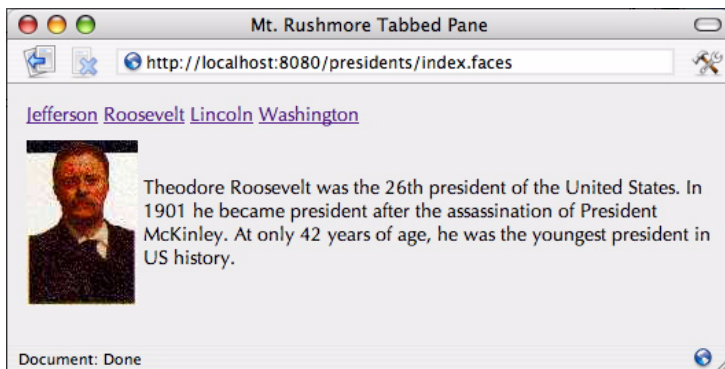 Mt. Rushmore Tabbed Pane
http://localhost:8080/presidents/index.faces
Jefferson Roosevelt Lincoln Washington
Theodore Roosevelt was the 26th president of the United States. In
1901 he became president after the assassination of President
McKinley. At only 42 years of age, he was the youngest president in
US history.
Document: Done